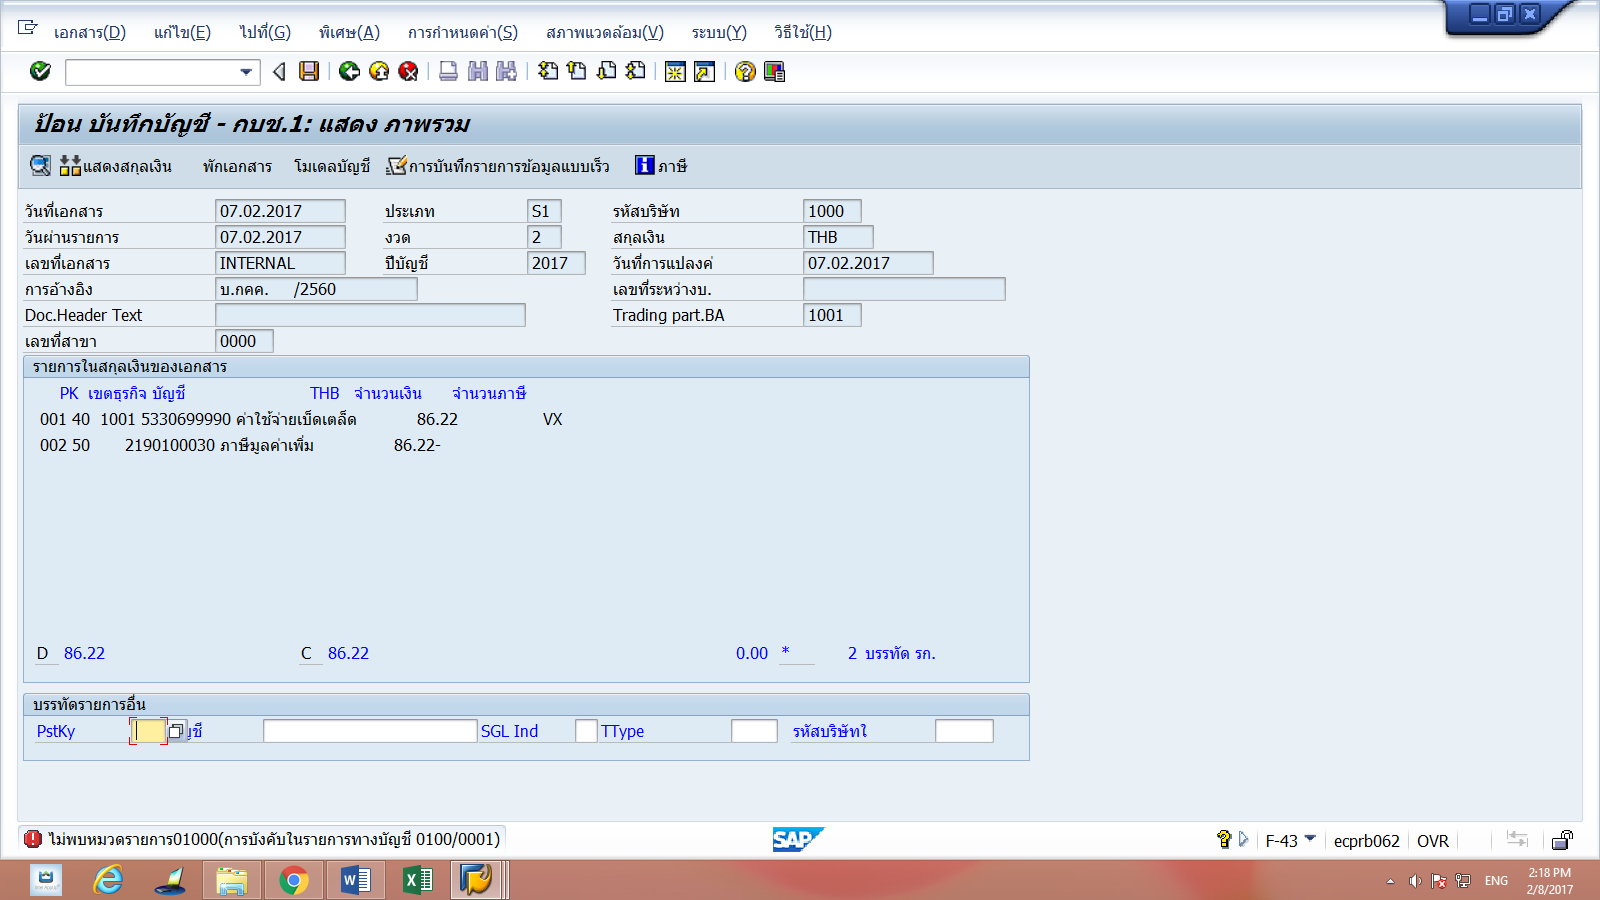 เอกสาร(D) แก้ไข(E) ไปที่(G) พิเศษ(A) การกำหนดค่า(S) สภาพแวดล้อม(V) ระบบ(Y) วิธีใช้(H)
ป้อน บันทึกบัญชี - กบช.1: แสดง ภาพรวม
แสดงสกุลเงิน พักเอกสาร โมเดลบัญชี การบันทึกรายการข้อมูลแบบเร็ว ภาษี
วันที่เอกสาร 07.02.2017 ประเภท S1 รหัสบริษัท 1000
วันผ่านรายการ 07.02.2017 งวด 2 สกุลเงิน THB
เลขที่เอกสาร INTERNAL ปีบัญชี 2017 วันที่การแปลงค่ 07.02.2017
การอ้างอิง บ.กคค. /2560 เลขที่ระหว่างบ.
Doc.Header Text Trading part.BA 1001
เลขที่สาขา 0000
รายการในสกุลเงินของเอกสาร
PK เขตธุรกิจ บัญชี THB จำนวนเงิน จำนวนภาษี
001 40 1001 5330699990 ค่าใช้จ่ายเบ็ดเตล็ด 86.22 VX
002 50 2190100030 ภาษีมูลค่าเพิ่ม 86.22-
D 86.22 C 86.22 0.00 * 2 บรรทัด รก.
บรรทัดรายการอื่น
PstKy ชี SGL Ind TType รหัสบริษัทใ
ไม่พบหมวดรายการ01000(การบังคับในรายการทางบัญชี 0100/0001) SAP F-43 ecprb062 OVR
ENG 2:18 PM
2/8/2017